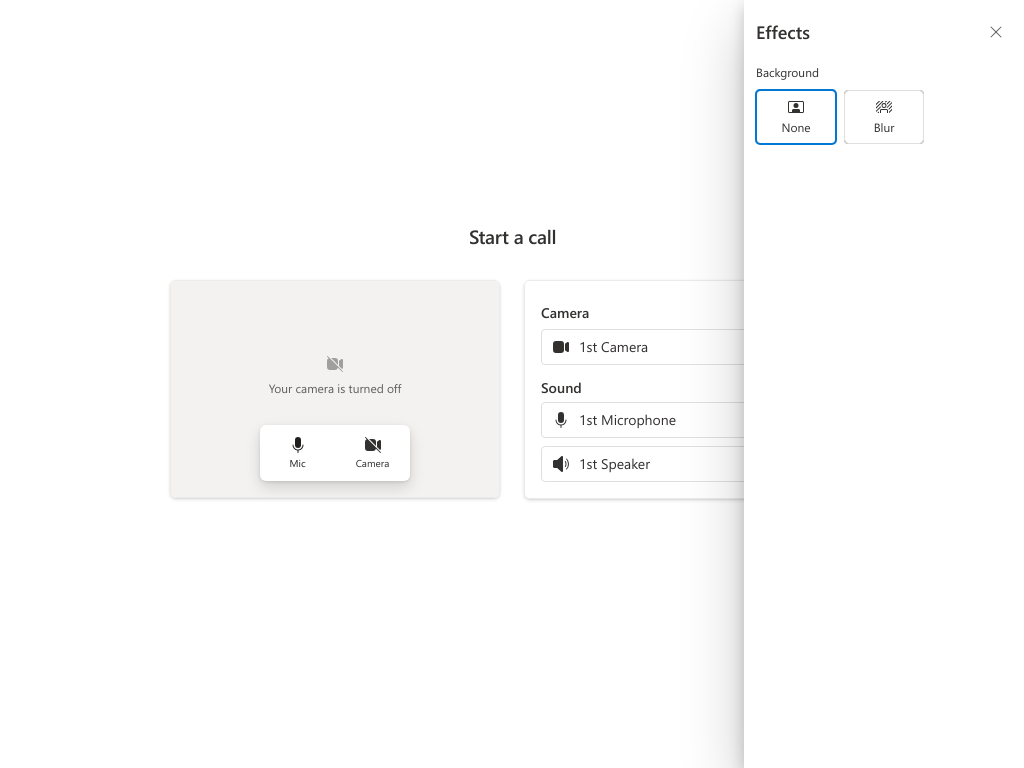 Effects
Background
None
Blur
Start a call
Your camera is turned off
Mic
Camera
Camera
1st Camera
Sound
1st Microphone
1st Speaker